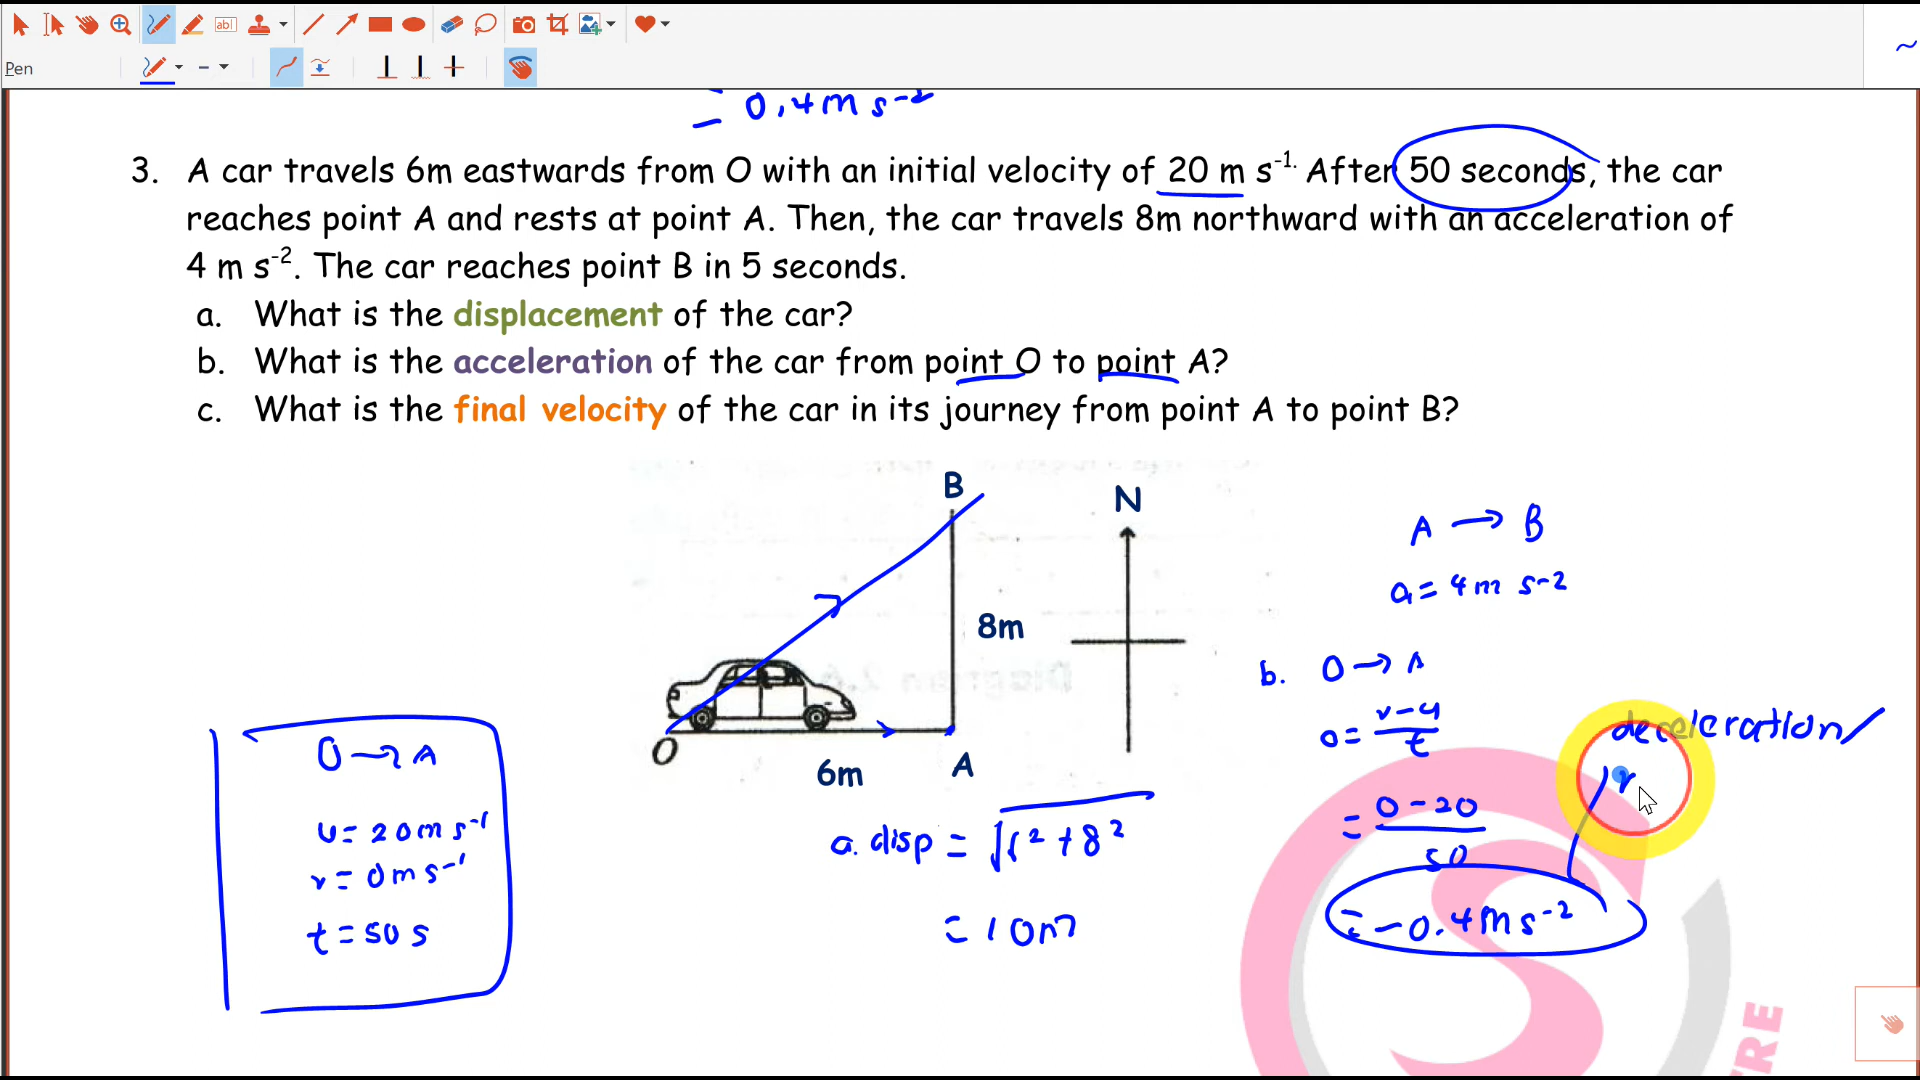 Pen
= 0.4 m s-2
3. A car travels 6m eastwards from O with an initial velocity of 20 m s-1. After 50 seconds, the car
reaches point A and rests at point A. Then, the car travels 8m northward with an acceleration of
4 m s-2. The car reaches point B in 5 seconds.
a. What is the displacement of the car?
b. What is the acceleration of the car from point O to point A?
c. What is the final velocity of the car in its journey from point A to point B?
B
N
8m
O
6m
A
O → A
u = 20 m s-1
v = 0 m s-1
t = 50 s
a. disp = √6² + 8²
= 10m
A → B
a = 4 m s-2
b. O → A
a = v-u
t
= 0 - 20
50
= -0.4 m s-2
deceleration/
r
RE